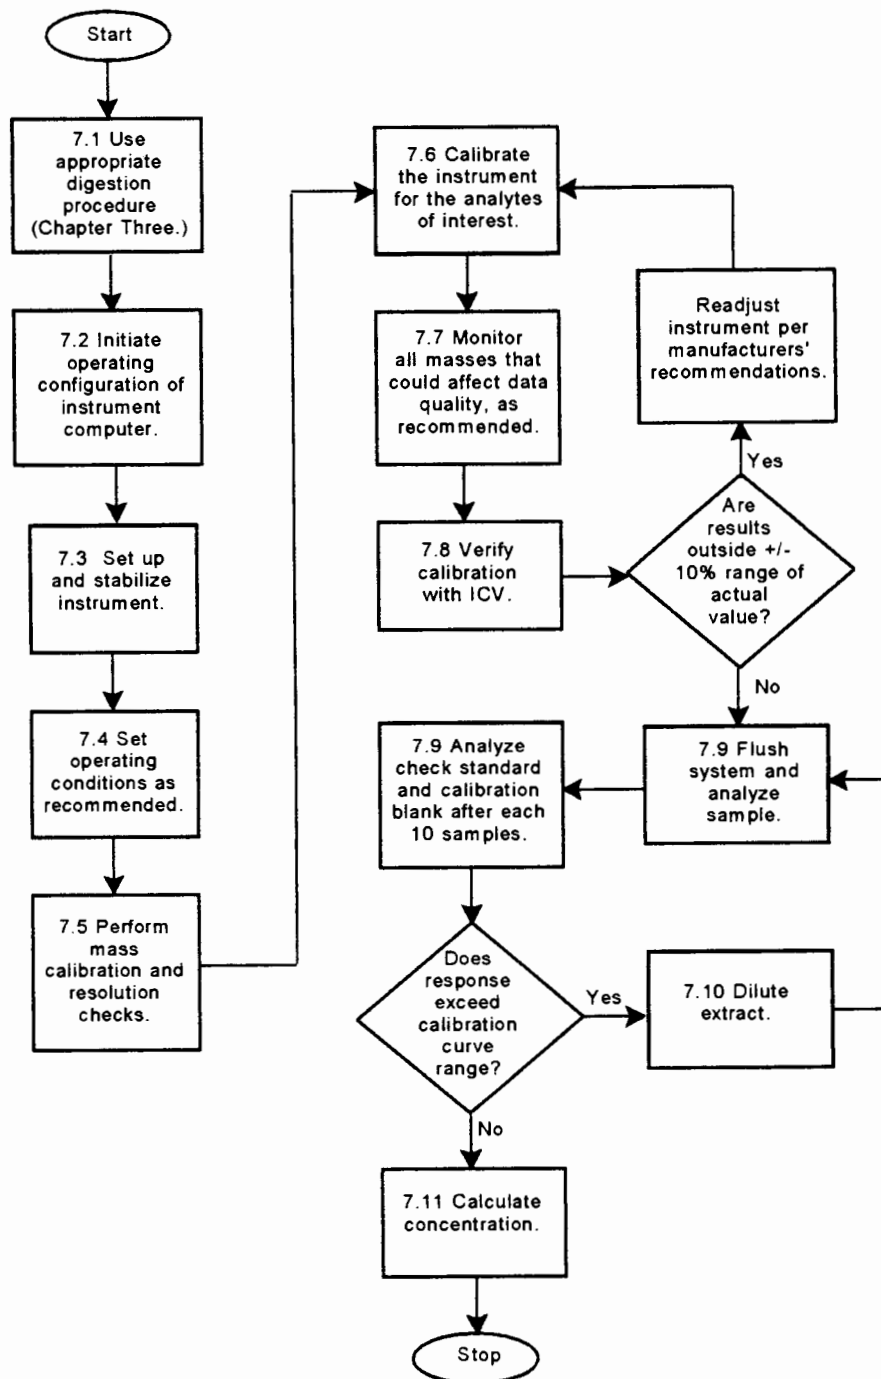 Start
7.1 Use
appropriate
digestion
procedure
(Chapter Three.)
7.2 Initiate
operating
configuration of
instrument
computer.
7.3 Set up
and stabilize
instrument.
7.4 Set
operating
conditions as
recommended.
7.5 Perform
mass
calibration and
resolution
checks.
7.6 Calibrate
the instrument
for the analytes
of interest.
7.7 Monitor
all masses that
could affect data
quality, as
recommended.
7.8 Verify
calibration
with ICV.
Are
results
outside +/-
10% range of
actual
value?
Yes
Readjust
instrument per
manufacturers'
recommendations.
No
7.9 Flush
system and
analyze
sample.
7.9 Analyze
check standard
and calibration
blank after each
10 samples.
Does
response
exceed
calibration
curve
range?
Yes
7.10 Dilute
extract.
No
7.11 Calculate
concentration.
Stop